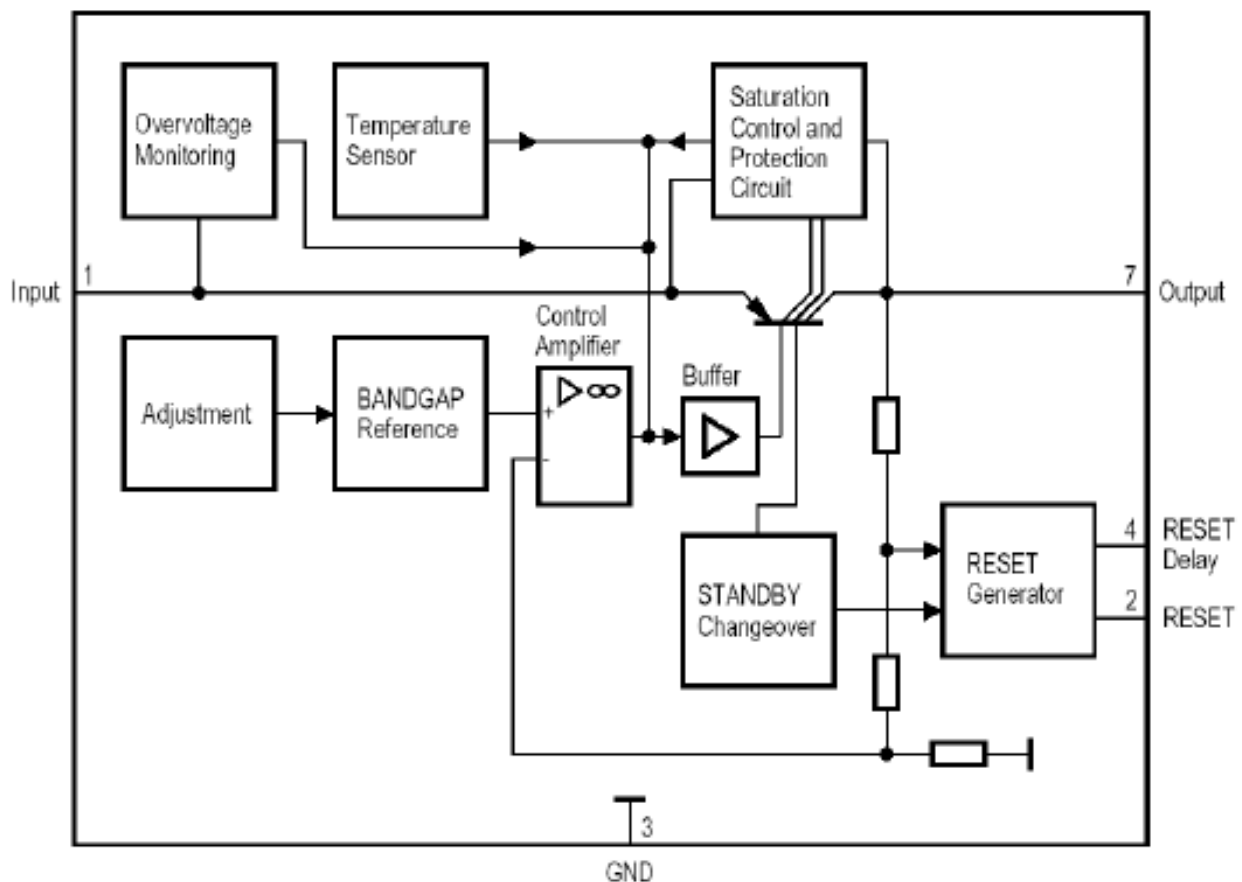 Overvoltage
Monitoring
Temperature
Sensor
Saturation
Control and
Protection
Circuit
Input
1
7
Output
Control
Amplifier
Adjustment
BANDGAP
Reference
+
-
∞
Buffer
STANDBY
Changeover
RESET
Generator
4
RESET
Delay
2
RESET
3
GND